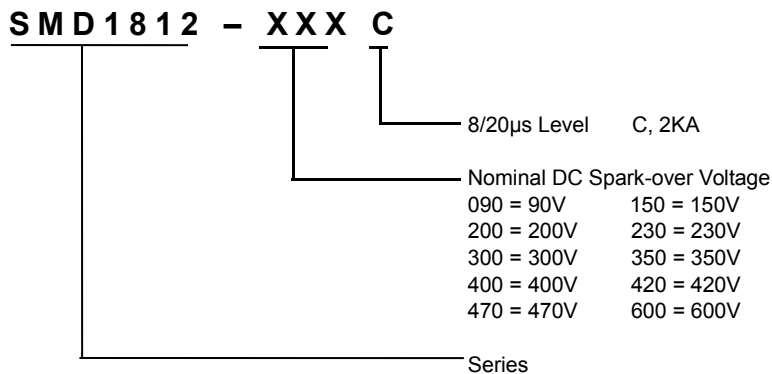 SMD1812 – XXX C
8/20µs Level C, 2KA
Nominal DC Spark-over Voltage
090 = 90V 150 = 150V
200 = 200V 230 = 230V
300 = 300V 350 = 350V
400 = 400V 420 = 420V
470 = 470V 600 = 600V
Series